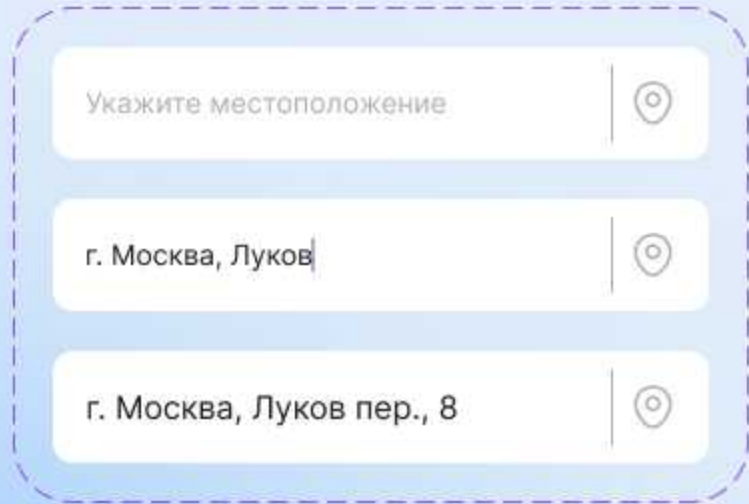 Укажите местоположение
г. Москва, Луков
г. Москва, Луков пер., 8